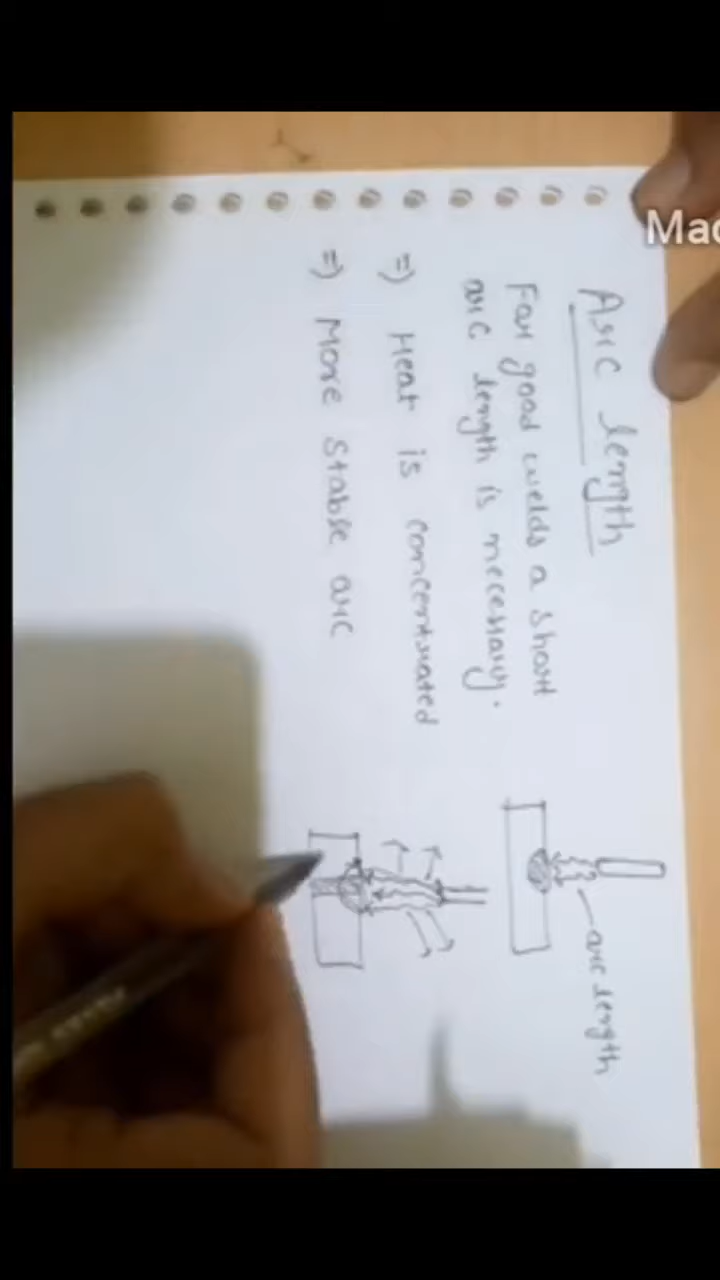 Arc length
For good welds a short
arc length is necessary.
=) Heat is concentrated
=) More stable arc
arc length
Mac